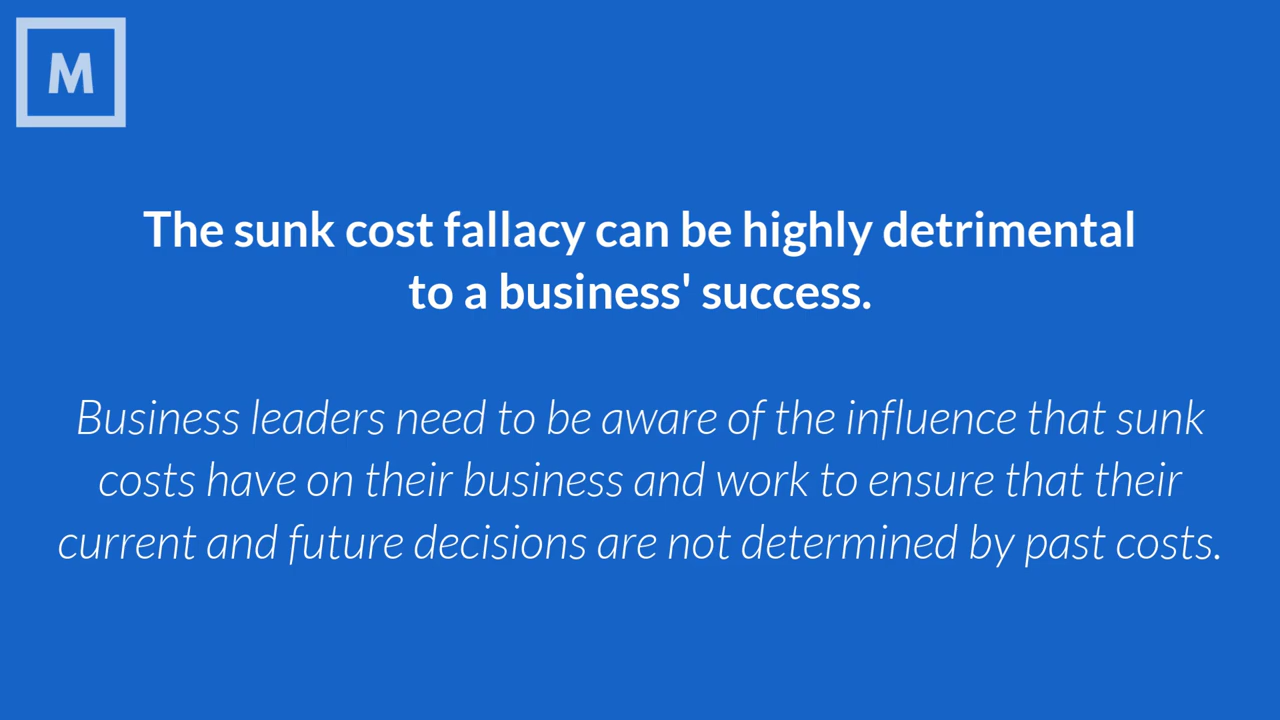 M
The sunk cost fallacy can be highly detrimental
to a business' success.
Business leaders need to be aware of the influence that sunk
costs have on their business and work to ensure that their
current and future decisions are not determined by past costs.